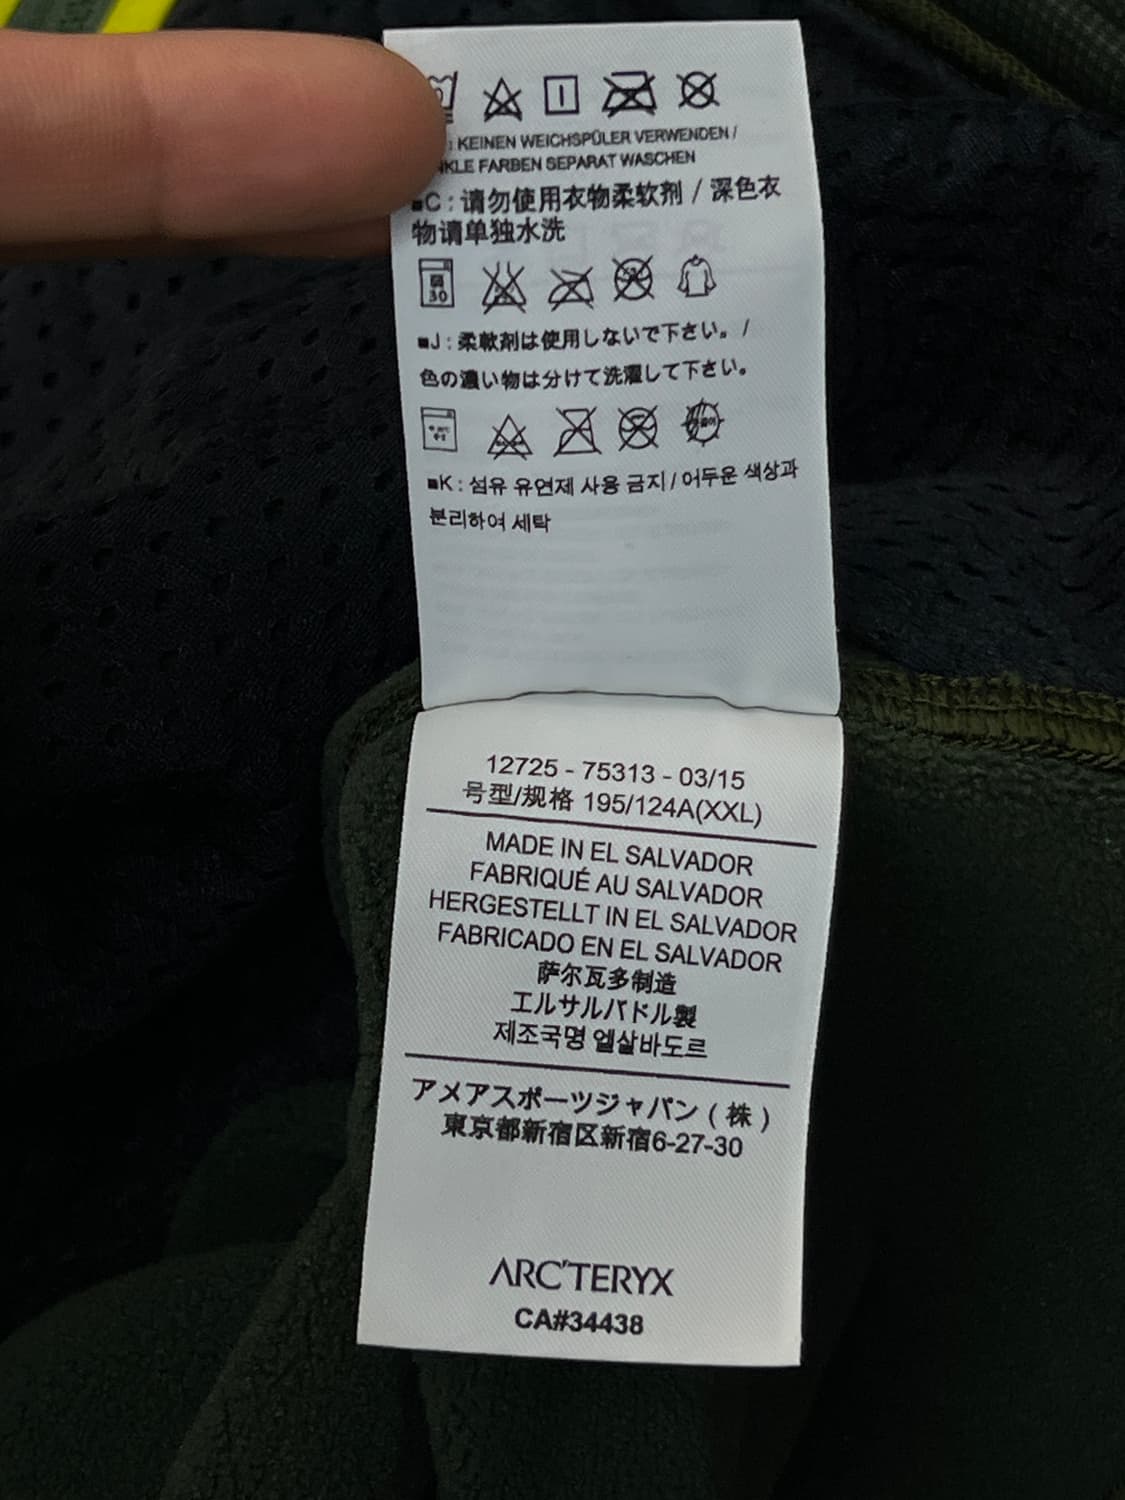 : KEINEN WEICHSPÜLER VERWENDEN /
NKLE FARBEN SEPARAT WASCHEN
■C : 请勿使用衣物柔软剂 / 深色衣
物请单独水洗
30
■J : 柔軟剤は使用しないで下さい。 /
色の濃い物は分けて洗濯して下さい。
■K : 섬유 유연제 사용 금지 / 어두운 색상과
분리하여 세탁
12725 - 75313 - 03/15
号型/规格 195/124A(XXL)
MADE IN EL SALVADOR
FABRIQUÉ AU SALVADOR
HERGESTELLT IN EL SALVADOR
FABRICADO EN EL SALVADOR
萨尔瓦多制造
エルサルバドル製
제조국명 엘살바도르
アメアスポーツジャパン ( 株 )
東京都新宿区新宿6-27-30
ARC'TERYX
CA#34438